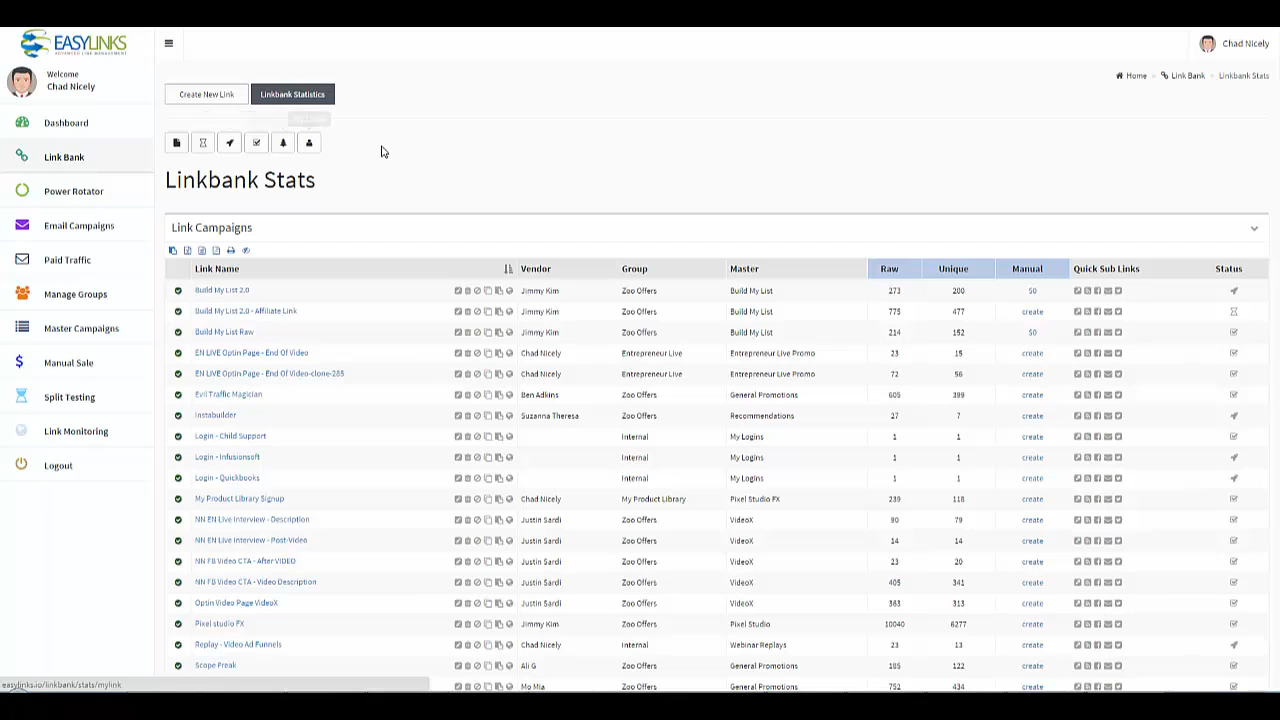 EASYLINKS
ADVANCED LINK MANAGEMENT
Chad Nicely
Welcome
Chad Nicely
Home Link Bank Linkbank Stats
Create New Link Linkbank Statistics
Dashboard
Link Bank
Power Rotator
Email Campaigns
Paid Traffic
Manage Groups
Master Campaigns
Manual Sale
Split Testing
Link Monitoring
Logout
Linkbank Stats
Link Campaigns
Link Name Vendor Group Master Raw Unique Manual Quick Sub Links Status
Build My List 2.0 Jimmy Kim Zoo Offers Build My List 273 200 $0
Build My List 2.0 - Affiliate Link Jimmy Kim Zoo Offers Build My List 775 477 create
Build My List Raw Jimmy Kim Zoo Offers Build My List 214 152 $0
EN LIVE Optin Page - End Of Video Chad Nicely Entrepreneur Live Entrepreneur Live Promo 23 15 create
EN LIVE Optin Page - End Of Video-clone-285 Chad Nicely Entrepreneur Live Entrepreneur Live Promo 72 56 create
Evil Traffic Magician Ben Adkins Zoo Offers General Promotions 605 399 create
Instabuilder Suzanna Theresa Zoo Offers Recommendations 27 7 create
Login - Child Support Internal My Logins 1 1 create
Login - Infusionsoft Internal My Logins 1 1 create
Login - Quickbooks Internal My Logins 1 1 create
My Product Library Signup Chad Nicely My Product Library Pixel Studio FX 239 118 create
NN EN Live Interview - Description Justin Sardi Zoo Offers VideoX 90 79 create
NN EN Live Interview - Post-Video Justin Sardi Zoo Offers VideoX 14 14 create
NN FB Video CTA - After VIDEO Justin Sardi Zoo Offers VideoX 23 20 create
NN FB Video CTA - Video Description Justin Sardi Zoo Offers VideoX 405 341 create
Optin Video Page VideoX Justin Sardi Zoo Offers VideoX 363 313 create
Pixel studio FX Jimmy Kim Zoo Offers Pixel Studio 10040 6277 create
Replay - Video Ad Funnels Chad Nicely Internal Webinar Replays 23 13 create
Scope Freak Ali G Zoo Offers General Promotions 185 122 create
Mo Mia Zoo Offers General Promotions 752 434 create
easylinks.io/linkbank/stats/mylink